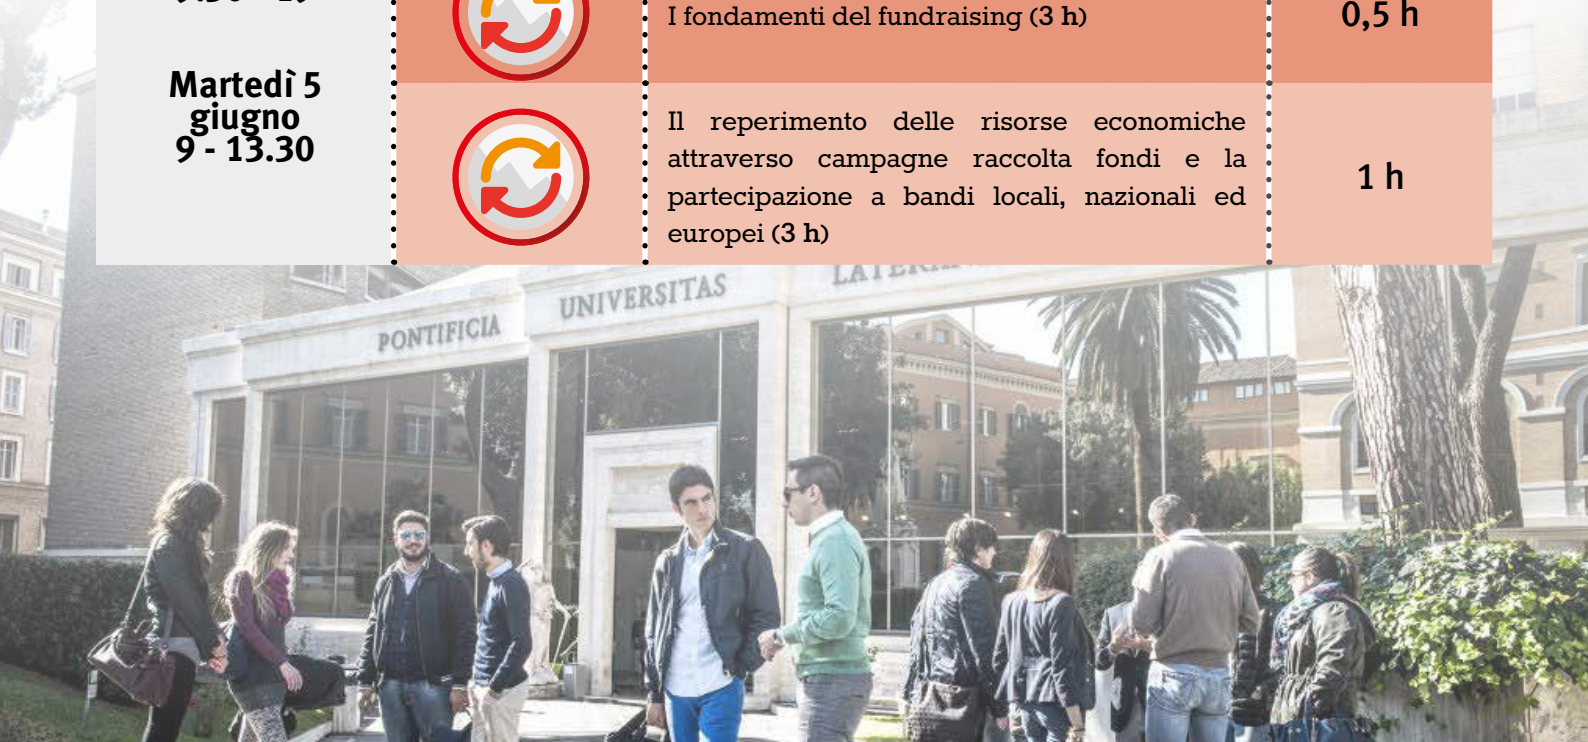 I fondamenti del fundraising (3 h)
0,5 h
Martedì 5
giugno
9 - 13.30
Il reperimento delle risorse economiche
attraverso campagne raccolta fondi e la
partecipazione a bandi locali, nazionali ed
europei (3 h)
1 h
PONTIFICIA
UNIVERSITAS